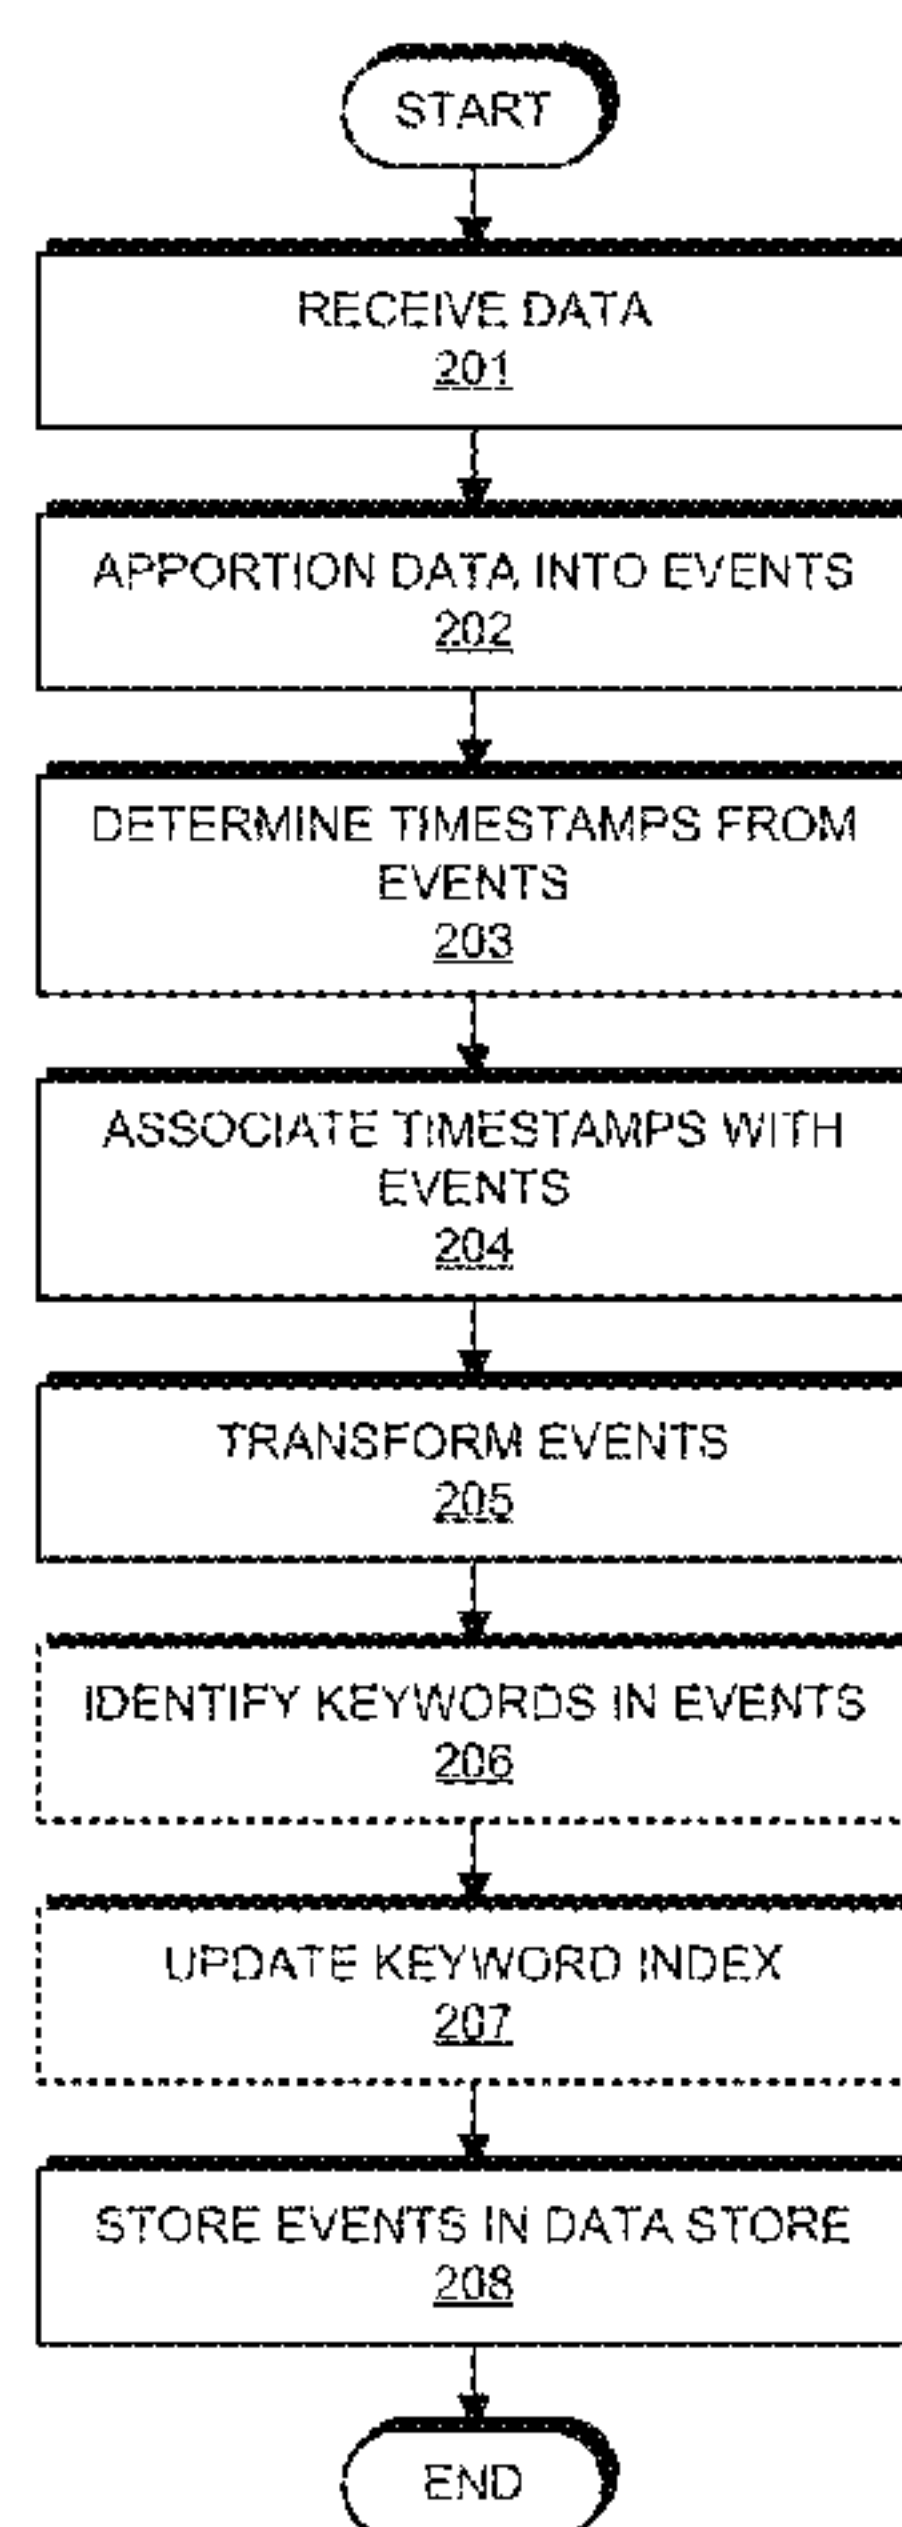 START
RECEIVE DATA
201
APPORTION DATA INTO EVENTS
202
DETERMINE TIMESTAMPS FROM
EVENTS
203
ASSOCIATE TIMESTAMPS WITH
EVENTS
204
TRANSFORM EVENTS
205
IDENTIFY KEYWORDS IN EVENTS
206
UPDATE KEYWORD INDEX
207
STORE EVENTS IN DATA STORE
208
END